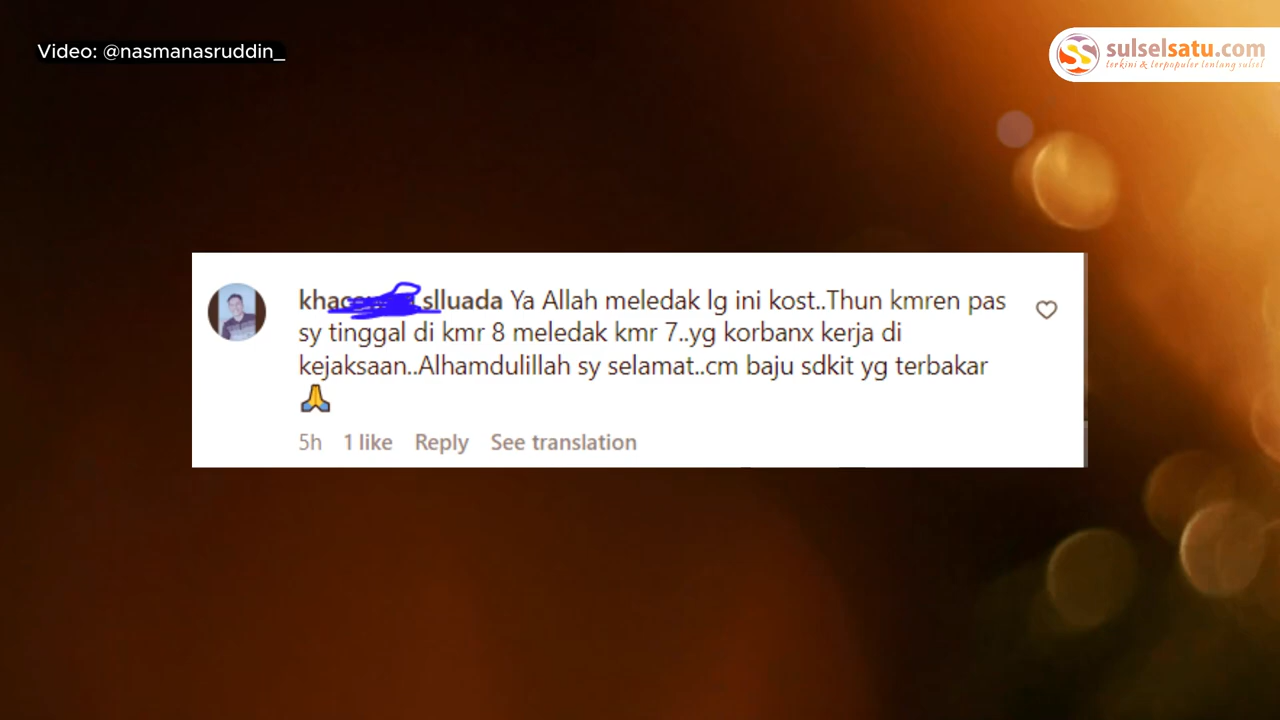 Video: @nasmanasruddin_
sulselsatu.com
terkini & terpopuler tentang sulsel
slluada Ya Allah meledak lg ini kost..Thun kmren pas
sy tinggal di kmr 8 meledak kmr 7..yg korbanx kerja di
kejaksaan..Alhamdulillah sy selamat..cm baju sdkit yg terbakar
🙏
5h 1 like Reply See translation